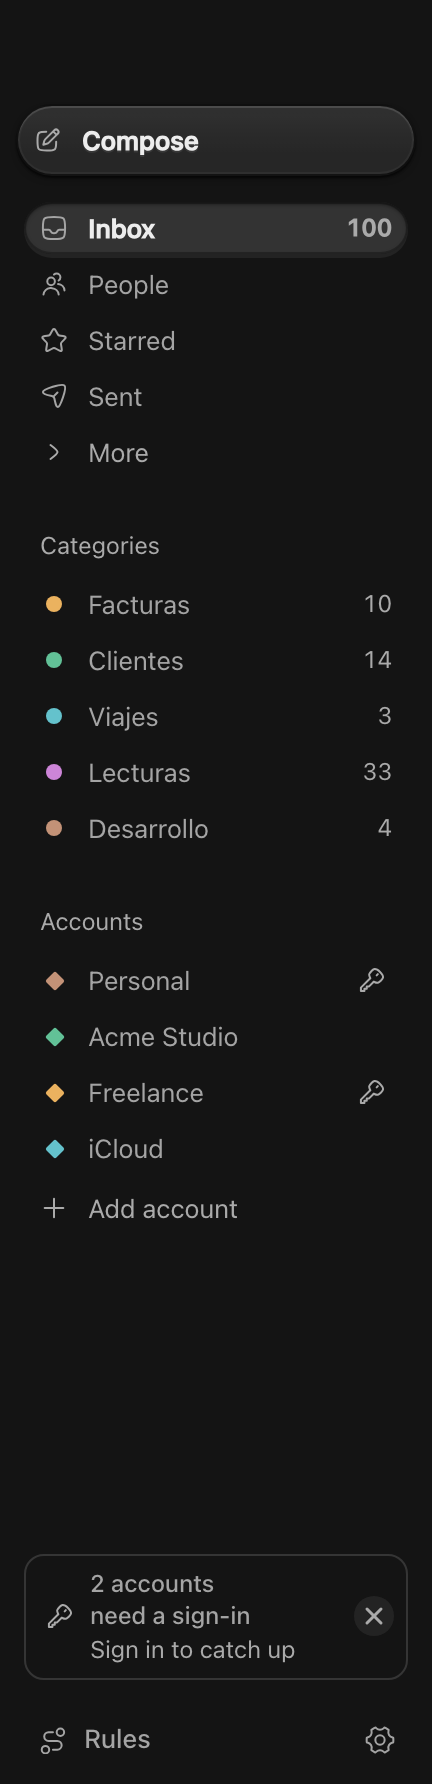 Compose
Inbox 100
People
Starred
Sent
More
Categories
Facturas 10
Clientes 14
Viajes 3
Lecturas 33
Desarrollo 4
Accounts
Personal
Acme Studio
Freelance
iCloud
Add account
2 accounts
need a sign-in
Sign in to catch up
Rules